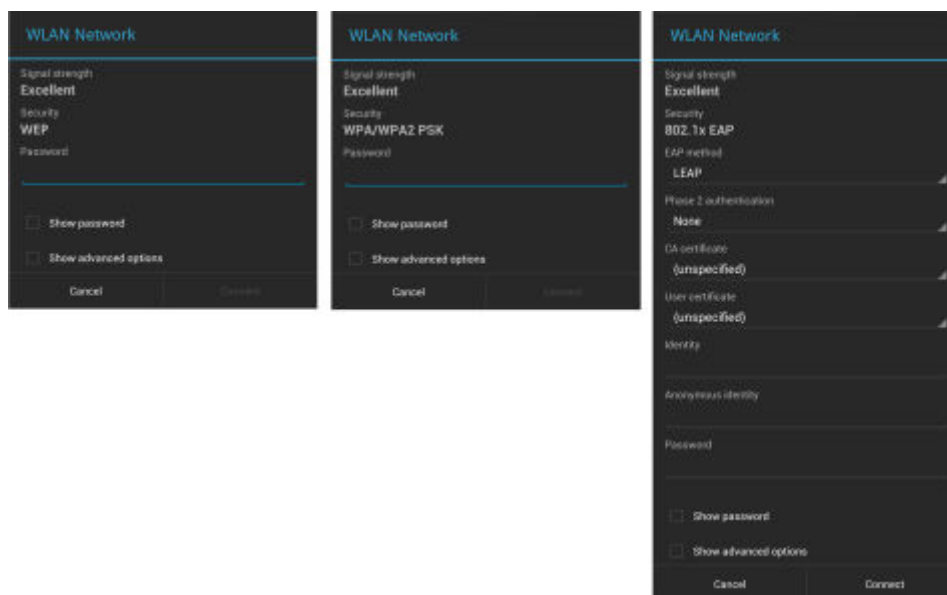 WLAN Network
Signal strength
Excellent
Security
WEP
Password
Show password
Show advanced options
Cancel
Connect
WLAN Network
Signal strength
Excellent
Security
WPA/WPA2 PSK
Password
Show password
Show advanced options
Cancel
Connect
WLAN Network
Signal strength
Excellent
Security
802.1x EAP
EAP method
LEAP
Phase 2 authentication
None
CA certificate
(unspecified)
User certificate
(unspecified)
Identity
Anonymous identity
Password
Show password
Show advanced options
Cancel
Connect